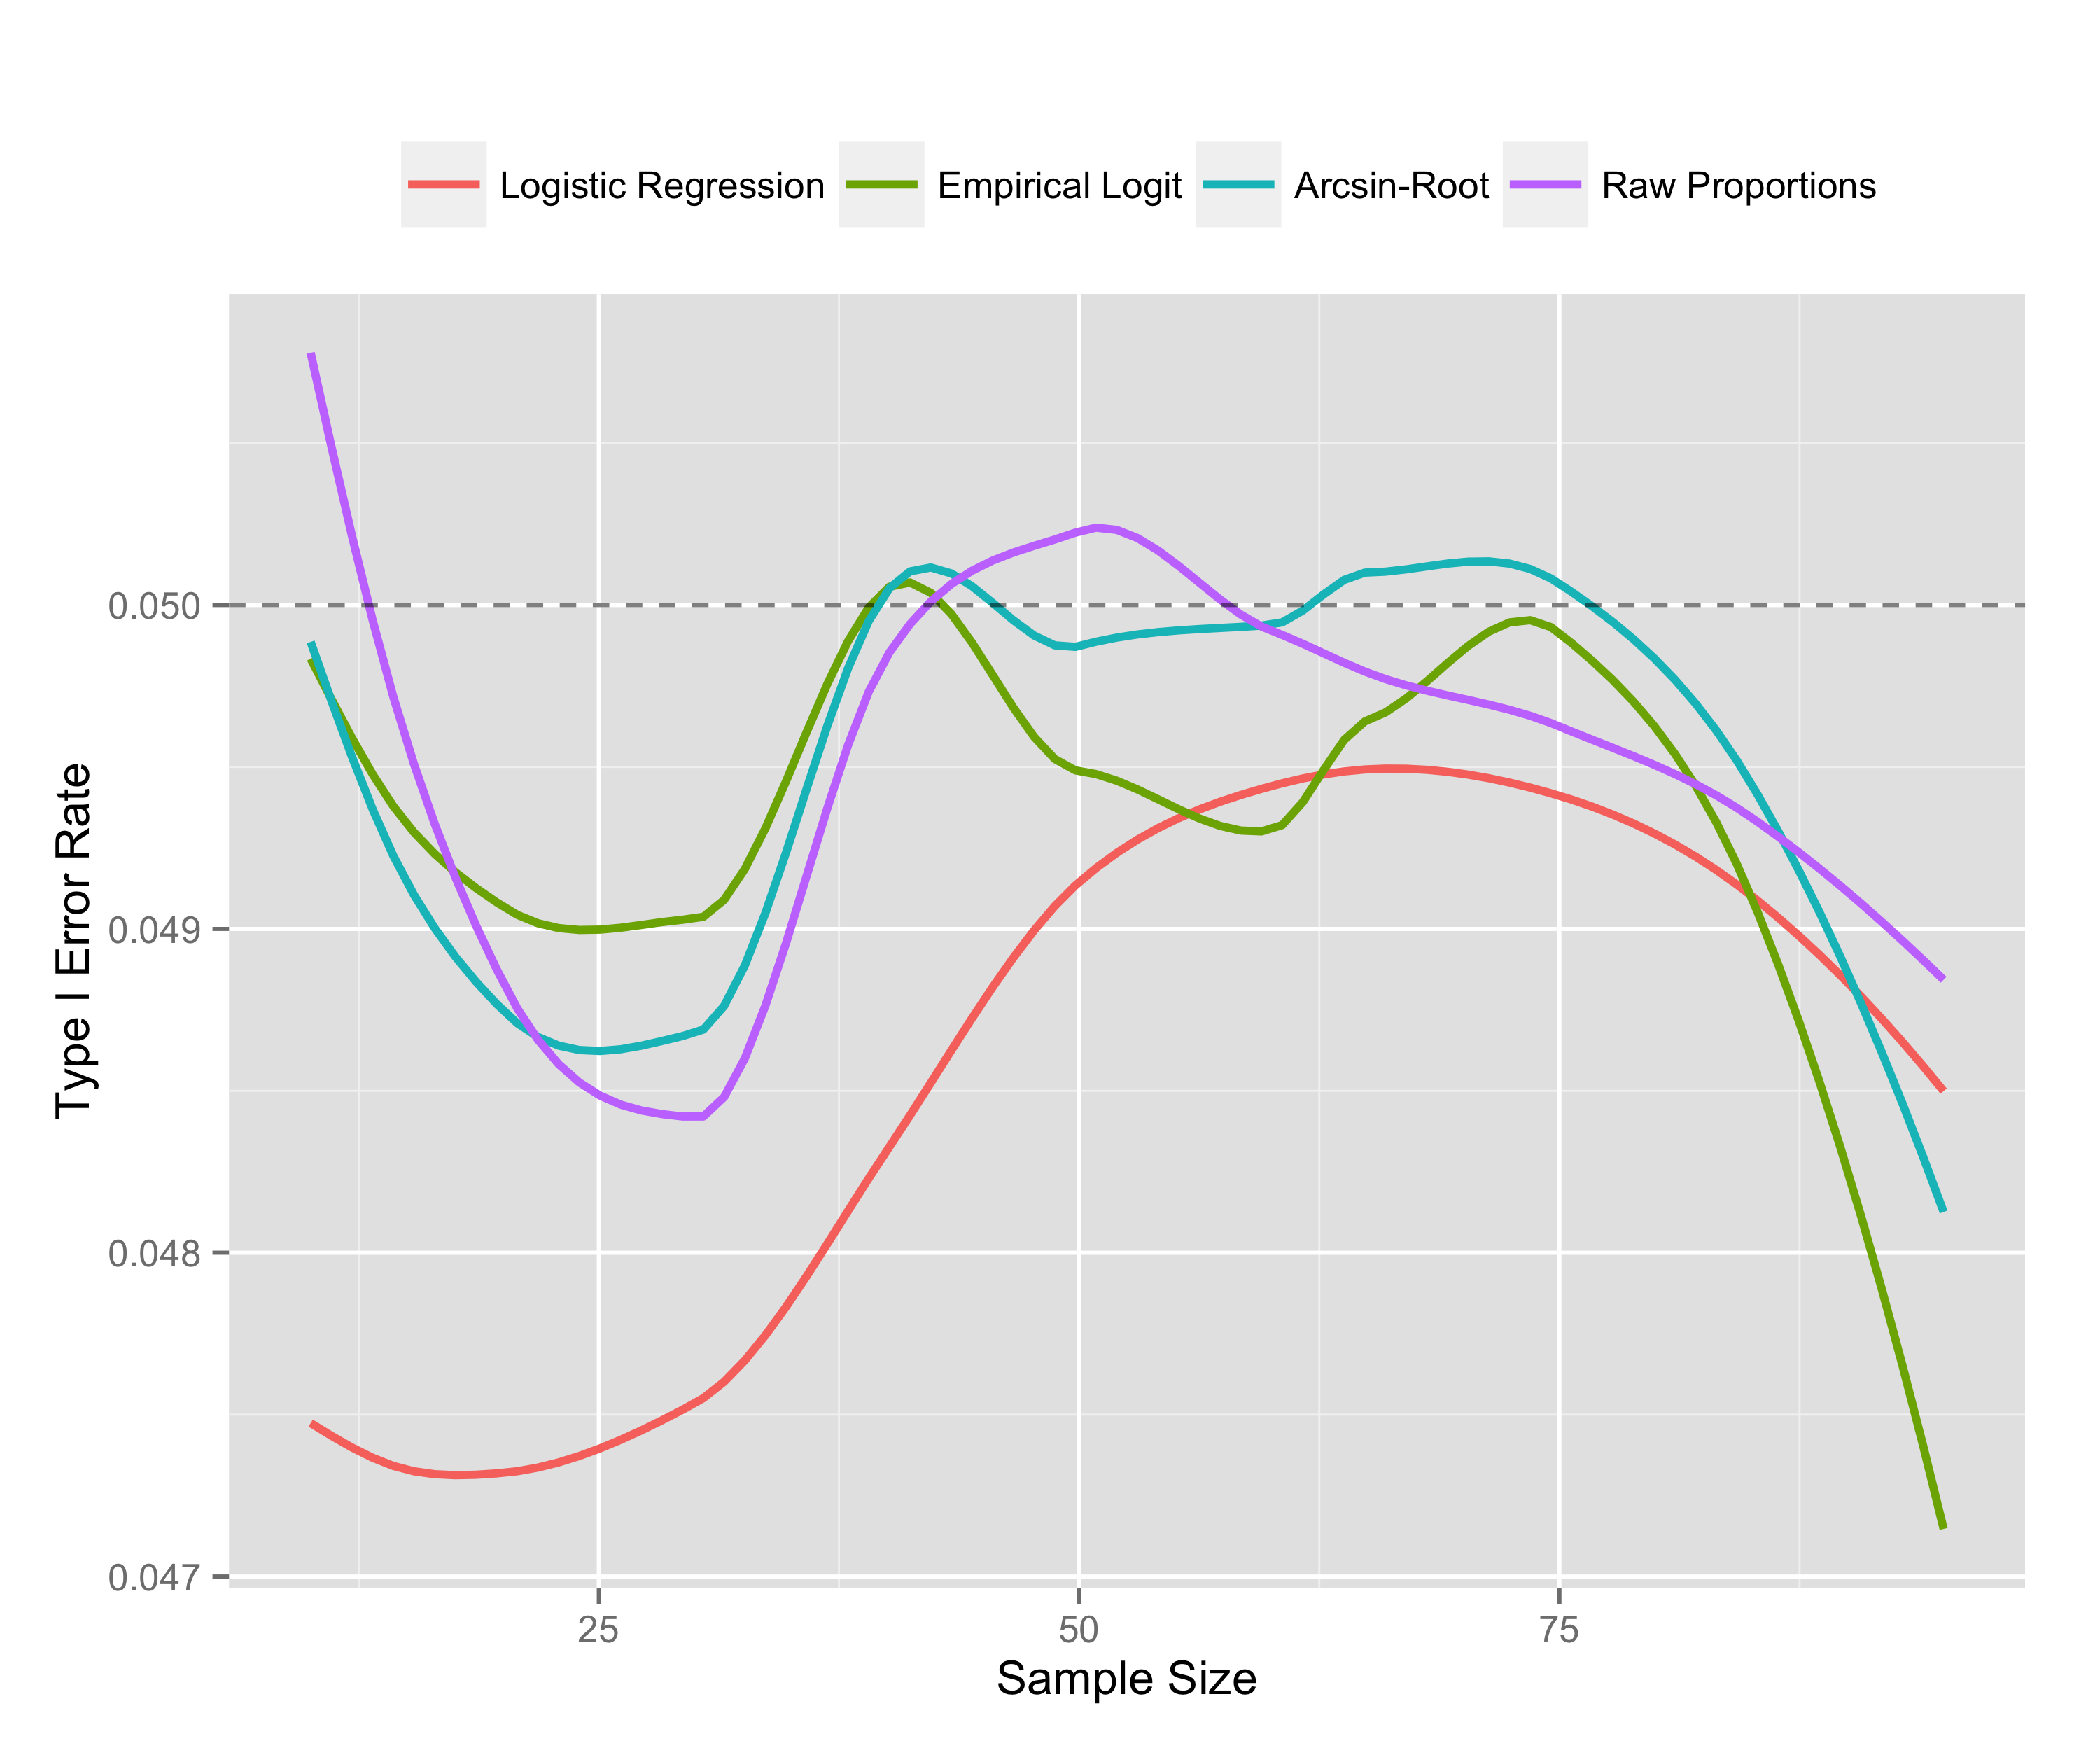 Logistic Regression Empirical Logit Arcsin-Root Raw Proportions
Type I Error Rate
0.050
0.049
0.048
0.047
25 50 75
Sample Size